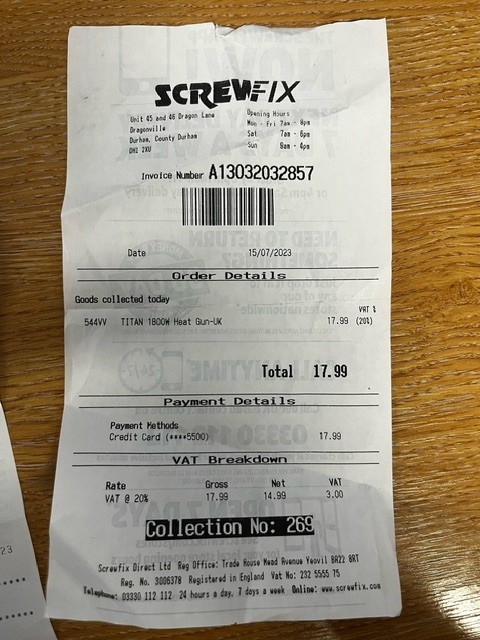 SCREWFIX
Unit 45 and 46 Dragon Lane
Dragonville
Durham, County Durham
DH1 2XU
Opening Hours
Mon - Fri 7am - 8pm
Sat 7am - 6pm
Sun 8am - 4pm
Invoice Number A13032032857
Date 15/07/2023
Order Details
Goods collected today
VAT %
544VV TITAN 1800W Heat Gun-UK 17.99 (20%)
Total 17.99
Payment Details
Payment Methods
Credit Card (****5500) 17.99
VAT Breakdown
Rate Gross Net VAT
VAT @ 20% 17.99 14.99 3.00
Collection No: 269
Screwfix Direct Ltd Reg Office: Trade House Mead Avenue Yeovil BA22 8RT
Reg. No. 3006378 Registered in England Vat No: 232 5555 75
Telephone: 03330 112 112 24 hours a day, 7 days a week Online: www.screwfix.com